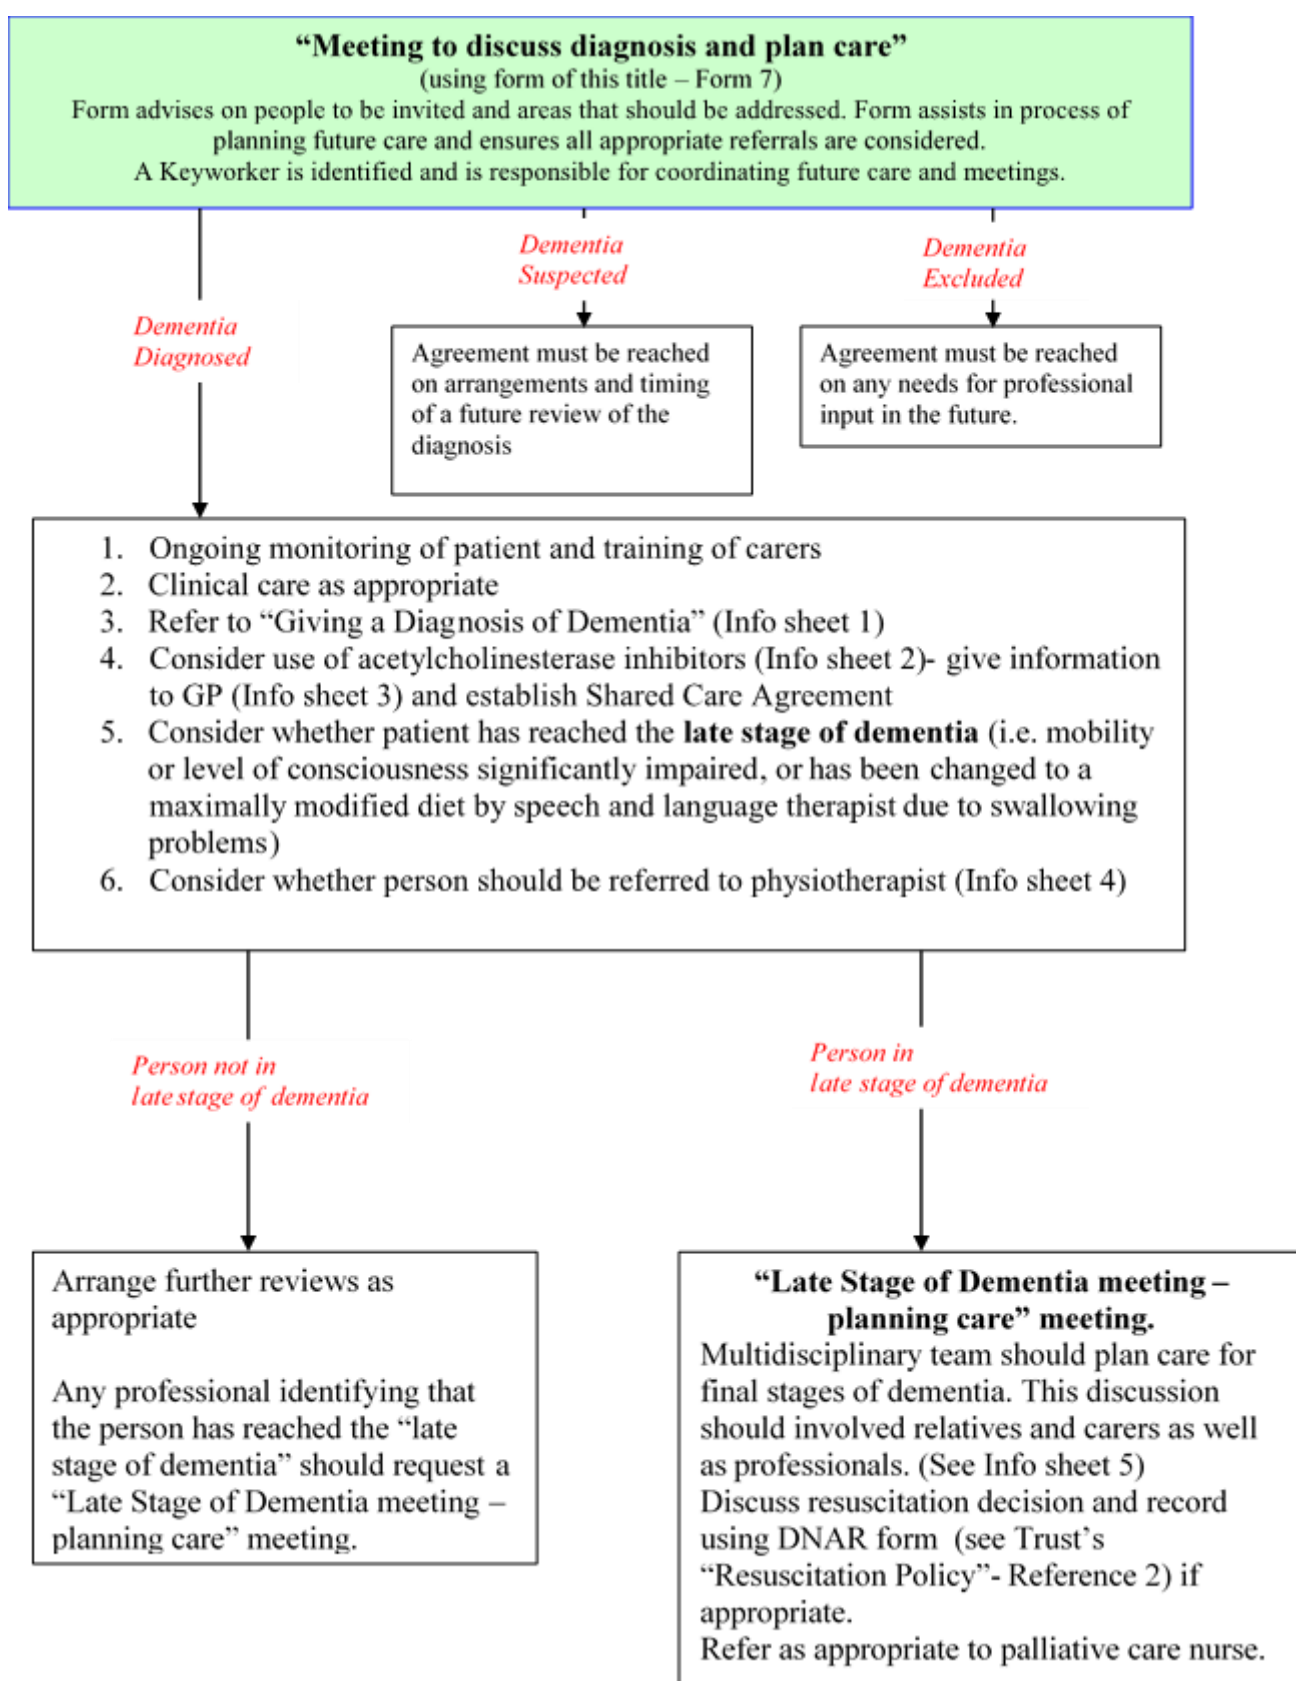 “Meeting to discuss diagnosis and plan care”
(using form of this title – Form 7)
Form advises on people to be invited and areas that should be addressed. Form assists in process of
planning future care and ensures all appropriate referrals are considered.
A Keyworker is identified and is responsible for coordinating future care and meetings.
Dementia
Diagnosed
Dementia
Suspected
Dementia
Excluded
Agreement must be reached
on arrangements and timing
of a future review of the
diagnosis
Agreement must be reached
on any needs for professional
input in the future.
1. Ongoing monitoring of patient and training of carers
2. Clinical care as appropriate
3. Refer to “Giving a Diagnosis of Dementia” (Info sheet 1)
4. Consider use of acetylcholinesterase inhibitors (Info sheet 2)- give information
to GP (Info sheet 3) and establish Shared Care Agreement
5. Consider whether patient has reached the late stage of dementia (i.e. mobility
or level of consciousness significantly impaired, or has been changed to a
maximally modified diet by speech and language therapist due to swallowing
problems)
6. Consider whether person should be referred to physiotherapist (Info sheet 4)
Person not in
late stage of dementia
Person in
late stage of dementia
Arrange further reviews as
appropriate
Any professional identifying that
the person has reached the “late
stage of dementia” should request a
“Late Stage of Dementia meeting –
planning care” meeting.
“Late Stage of Dementia meeting –
planning care” meeting.
Multidisciplinary team should plan care for
final stages of dementia. This discussion
should involved relatives and carers as well
as professionals. (See Info sheet 5)
Discuss resuscitation decision and record
using DNAR form (see Trust’s
“Resuscitation Policy”- Reference 2) if
appropriate.
Refer as appropriate to palliative care nurse.